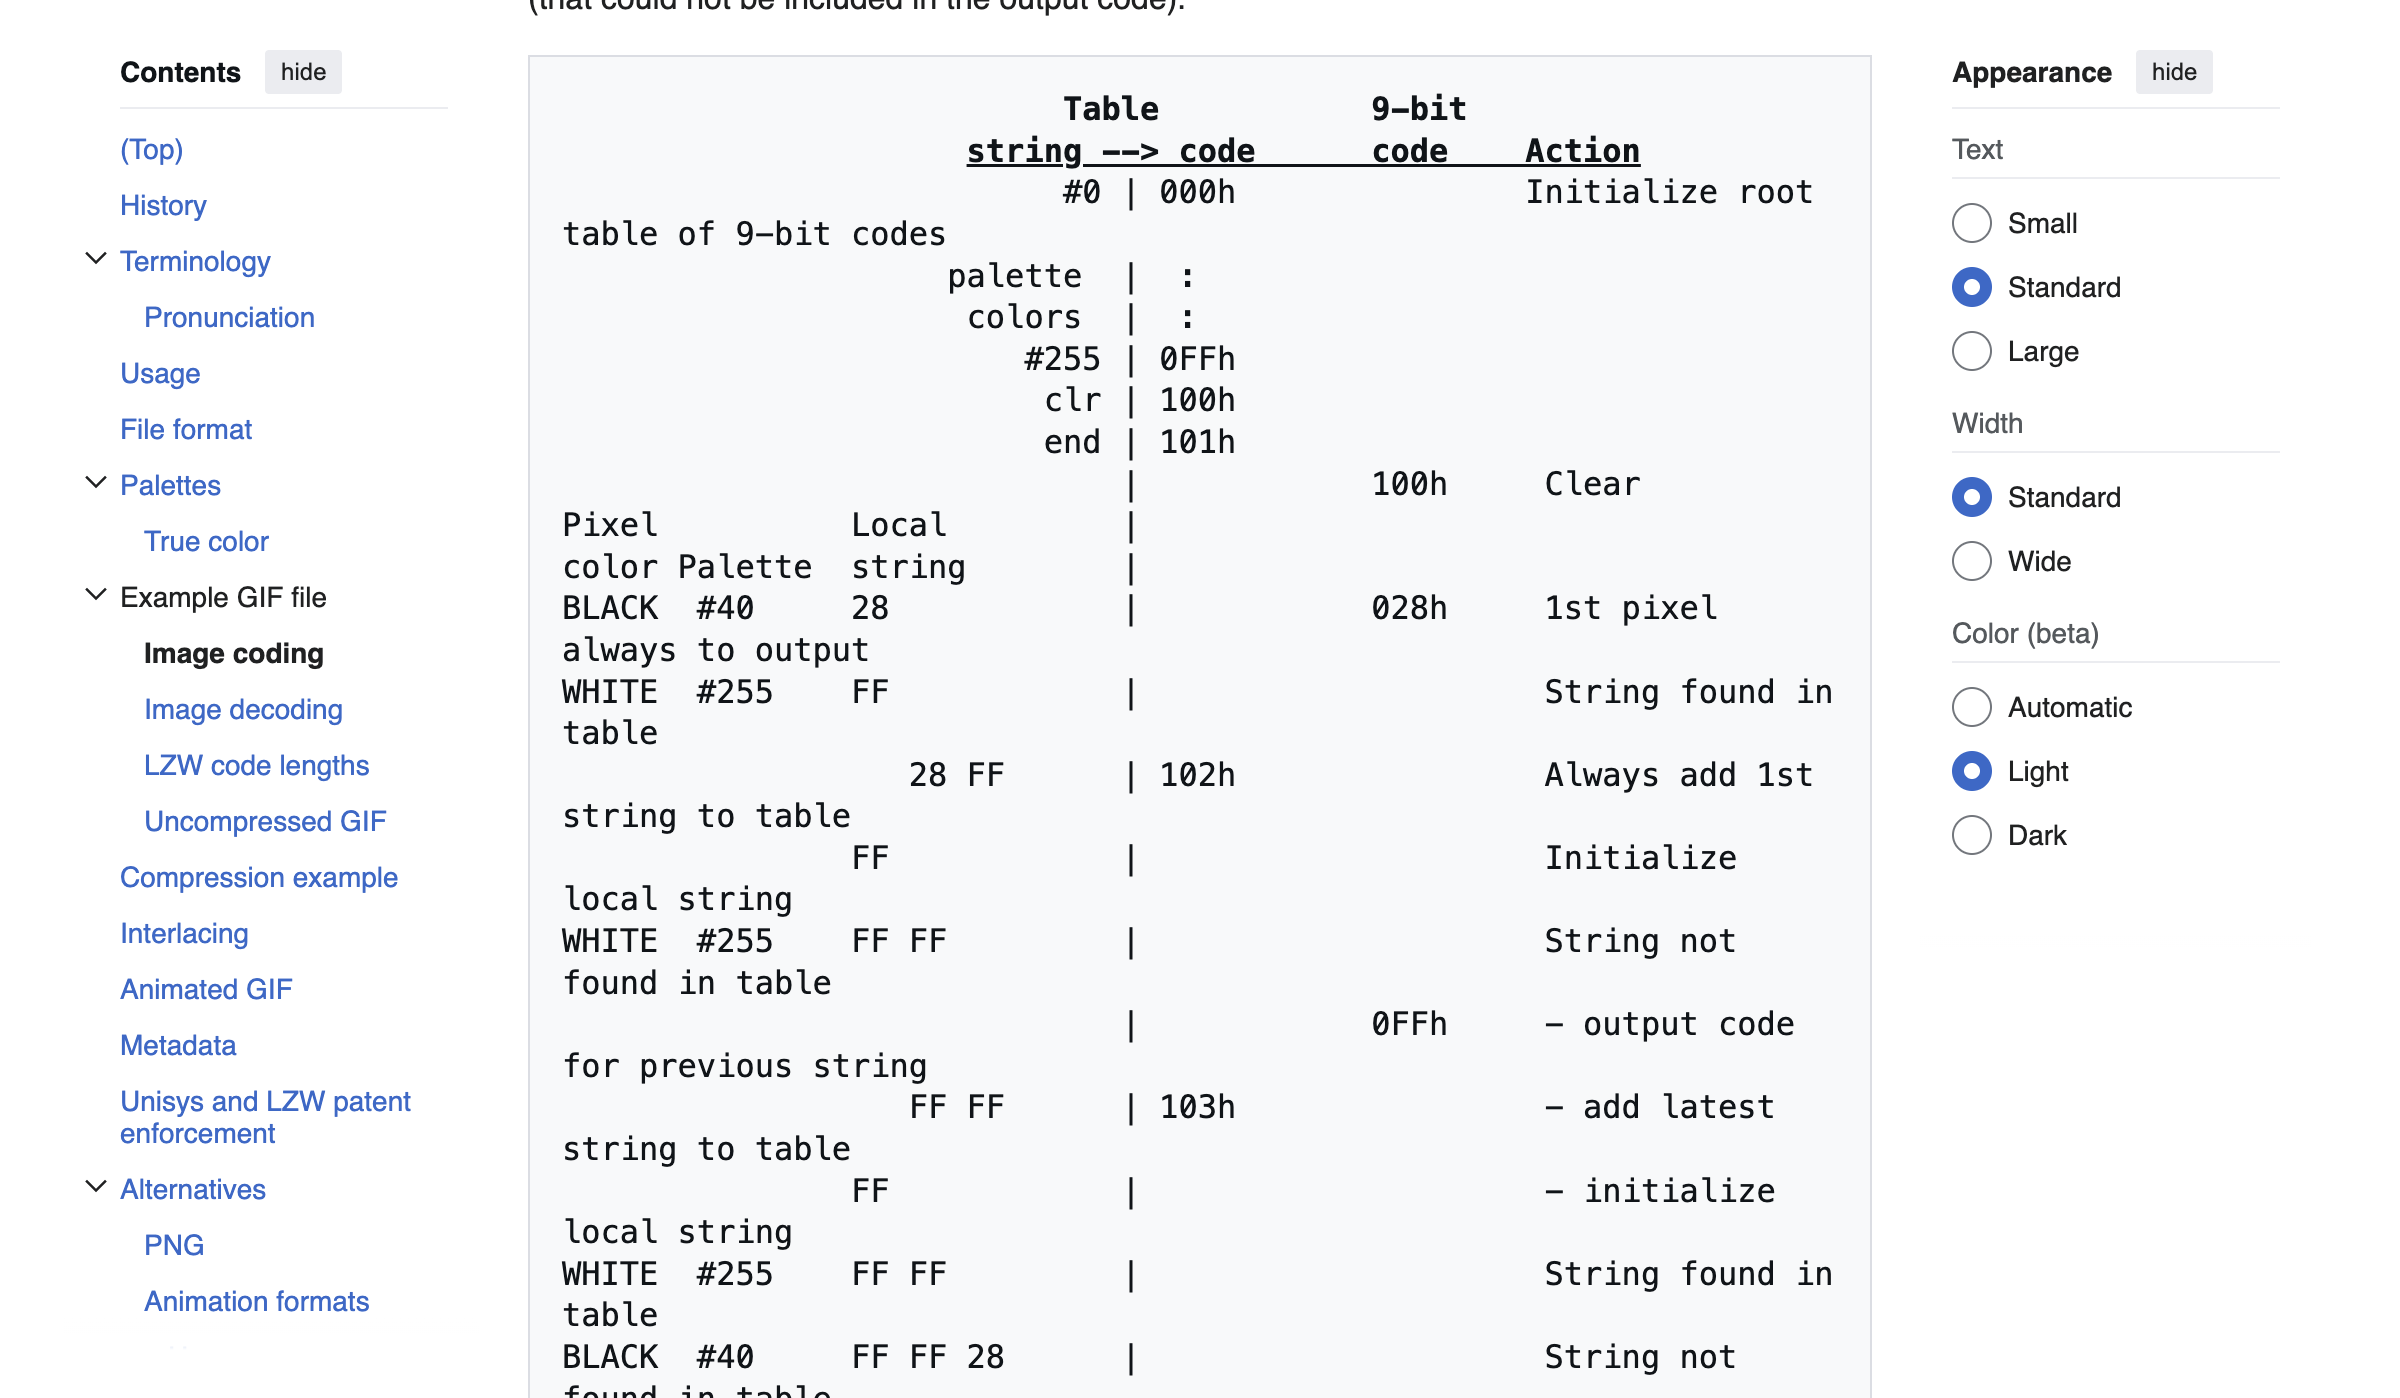 (that could not be included in the output code).
Contents hide
(Top)
History
Terminology
Pronunciation
Usage
File format
Palettes
True color
Example GIF file
Image coding
Image decoding
LZW code lengths
Uncompressed GIF
Compression example
Interlacing
Animated GIF
Metadata
Unisys and LZW patent
enforcement
Alternatives
PNG
Animation formats
Table 9-bit
string --> code code Action
#0 | 000h Initialize root
table of 9-bit codes
palette | :
colors | :
#255 | 0FFh
clr | 100h
end | 101h
| 100h Clear
Pixel Local |
color Palette string |
BLACK #40 28 | 028h 1st pixel
always to output
WHITE #255 FF | String found in
table
28 FF | 102h Always add 1st
string to table
FF | Initialize
local string
WHITE #255 FF FF | String not
found in table
| 0FFh - output code
for previous string
FF FF | 103h - add latest
string to table
FF | - initialize
local string
WHITE #255 FF FF | String found in
table
BLACK #40 FF FF 28 | String not
found in table
Appearance hide
Text
Small
Standard
Large
Width
Standard
Wide
Color (beta)
Automatic
Light
Dark